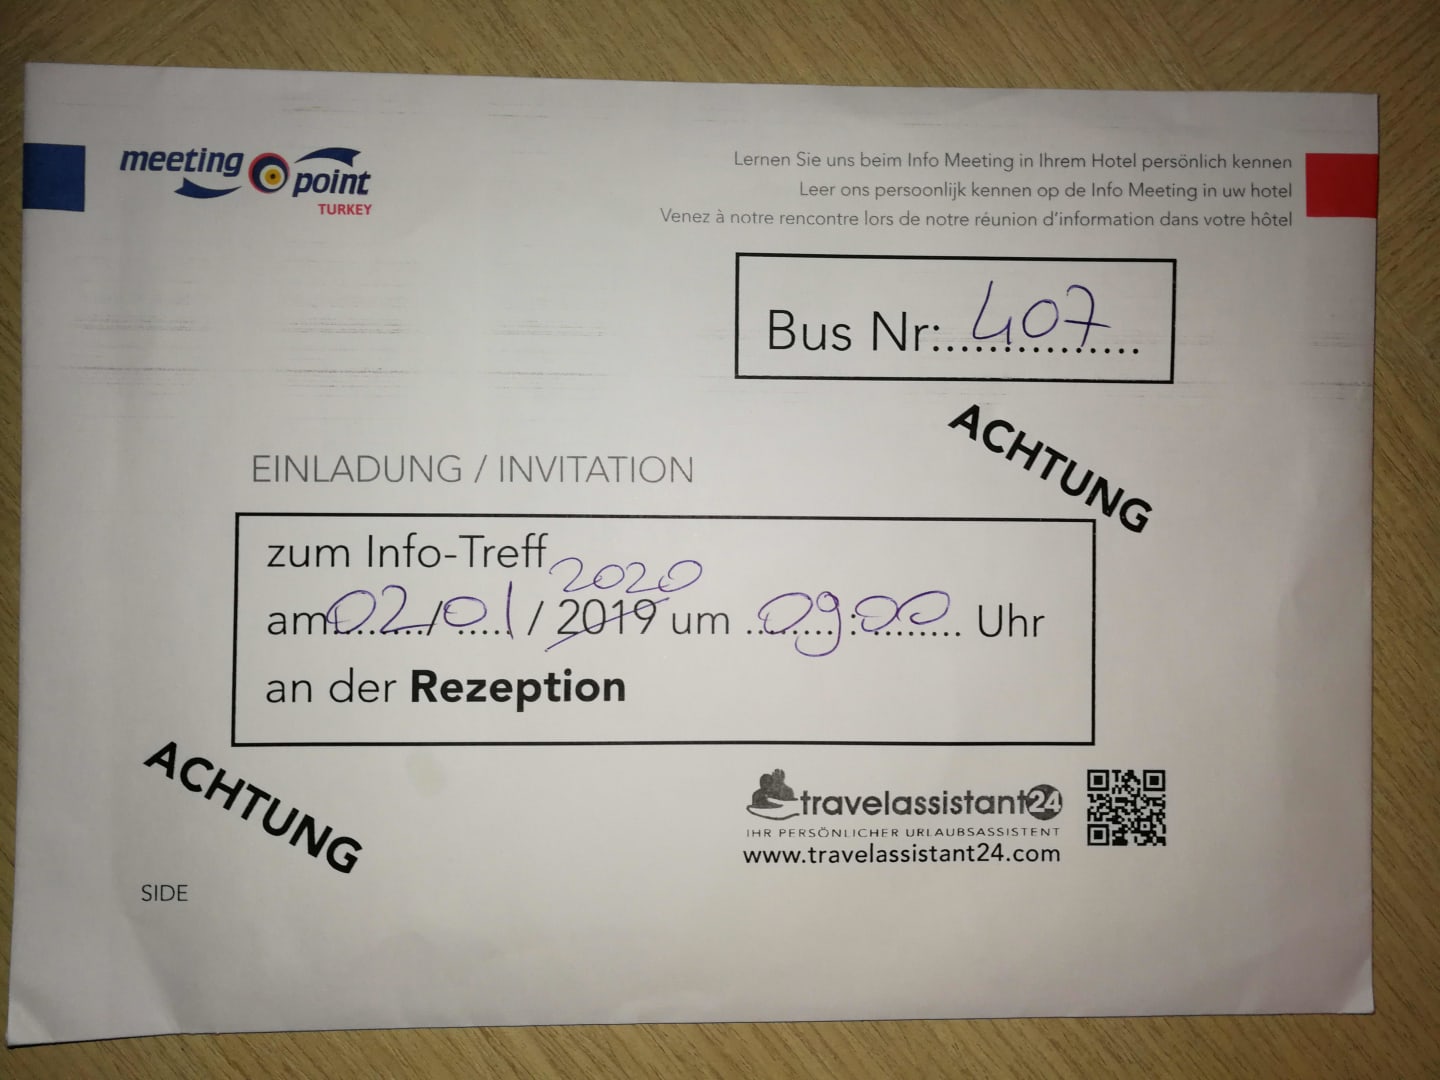 meeting point
TURKEY
Lernen Sie uns beim Info Meeting in Ihrem Hotel persönlich kennen
Leer ons persoonlijk kennen op de Info Meeting in uw hotel
Venez à notre rencontre lors de notre réunion d'information dans votre hôtel
Bus Nr: 407
ACHTUNG
EINLADUNG / INVITATION
zum Info-Treff
2020
am 02/01/ 2019 um 09:00 Uhr
an der Rezeption
ACHTUNG
travelassistant24
IHR PERSÖNLICHER URLAUBSASSISTENT
www.travelassistant24.com
SIDE